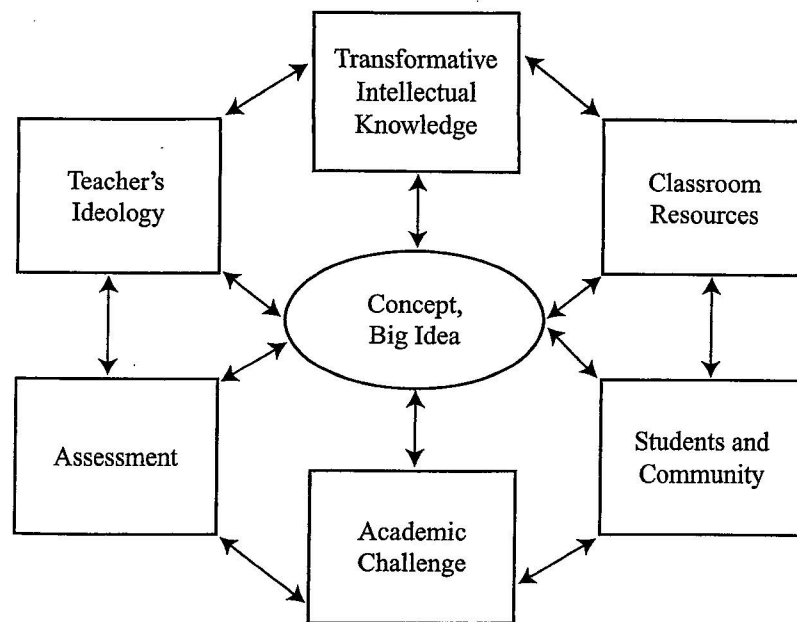 Transformative
Intellectual
Knowledge
Teacher's
Ideology
Classroom
Resources
Concept,
Big Idea
Assessment
Students and
Community
Academic
Challenge